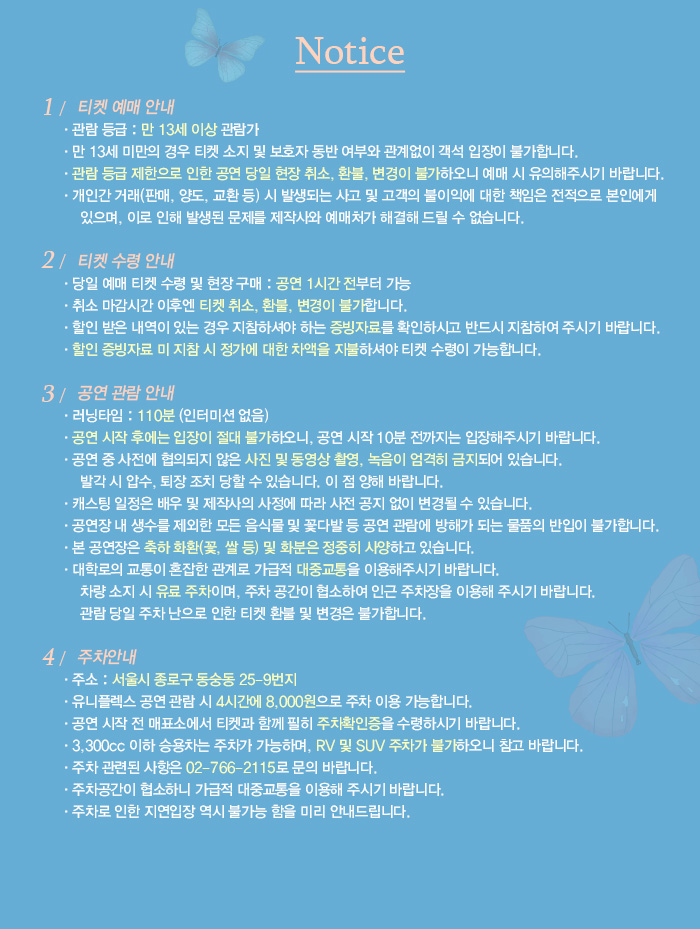 Notice
1 / 티켓 예매 안내
· 관람 등급 : 만 13세 이상 관람가
· 만 13세 미만의 경우 티켓 소지 및 보호자 동반 여부와 관계없이 객석 입장이 불가합니다.
· 관람 등급 제한으로 인한 공연 당일 현장 취소, 환불, 변경이 불가하오니 예매 시 유의해주시기 바랍니다.
· 개인간 거래(판매, 양도, 교환 등) 시 발생되는 사고 및 고객의 불이익에 대한 책임은 전적으로 본인에게
있으며, 이로 인해 발생된 문제를 제작사와 예매처가 해결해 드릴 수 없습니다.
2 / 티켓 수령 안내
· 당일 예매 티켓 수령 및 현장 구매 : 공연 1시간 전부터 가능
· 취소 마감시간 이후엔 티켓 취소, 환불, 변경이 불가합니다.
· 할인 받은 내역이 있는 경우 지참하셔야 하는 증빙자료를 확인하시고 반드시 지참하여 주시기 바랍니다.
· 할인 증빙자료 미 지참 시 정가에 대한 차액을 지불하셔야 티켓 수령이 가능합니다.
3 / 공연 관람 안내
· 러닝타임 : 110분 (인터미션 없음)
· 공연 시작 후에는 입장이 절대 불가하오니, 공연 시작 10분 전까지는 입장해주시기 바랍니다.
· 공연 중 사전에 협의되지 않은 사진 및 동영상 촬영, 녹음이 엄격히 금지되어 있습니다.
발각 시 압수, 퇴장 조치 당할 수 있습니다. 이 점 양해 바랍니다.
· 캐스팅 일정은 배우 및 제작사의 사정에 따라 사전 공지 없이 변경될 수 있습니다.
· 공연장 내 생수를 제외한 모든 음식물 및 꽃다발 등 공연 관람에 방해가 되는 물품의 반입이 불가합니다.
· 본 공연장은 축하 화환(꽃, 쌀 등) 및 화분은 정중히 사양하고 있습니다.
· 대학로의 교통이 혼잡한 관계로 가급적 대중교통을 이용해주시기 바랍니다.
차량 소지 시 유료 주차이며, 주차 공간이 협소하여 인근 주차장을 이용해 주시기 바랍니다.
관람 당일 주차 난으로 인한 티켓 환불 및 변경은 불가합니다.
4 / 주차안내
· 주소 : 서울시 종로구 동숭동 25-9번지
· 유니플렉스 공연 관람 시 4시간에 8,000원으로 주차 이용 가능합니다.
· 공연 시작 전 매표소에서 티켓과 함께 필히 주차확인증을 수령하시기 바랍니다.
· 3,300cc 이하 승용차는 주차가 가능하며, RV 및 SUV 주차가 불가하오니 참고 바랍니다.
· 주차 관련된 사항은 02-766-2115로 문의 바랍니다.
· 주차공간이 협소하니 가급적 대중교통을 이용해 주시기 바랍니다.
· 주차로 인한 지연입장 역시 불가능 함을 미리 안내드립니다.